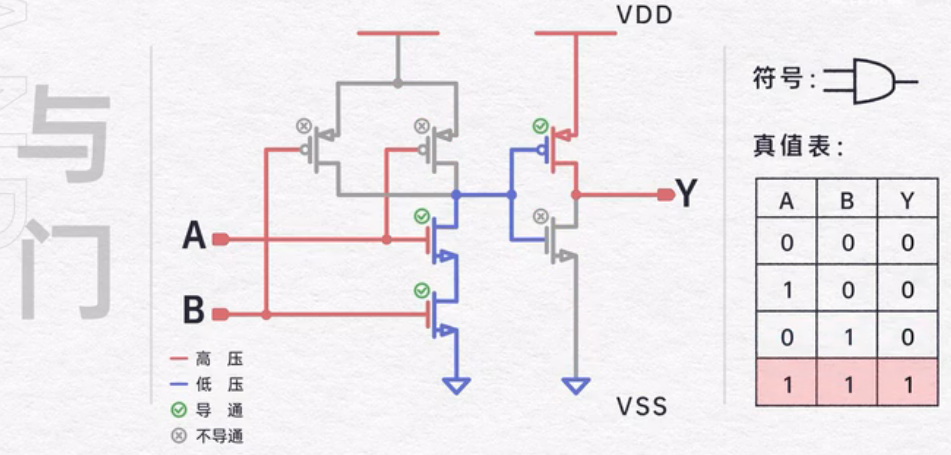 与
门
VDD
A
B
Y
高 压
低 压
导 通
不导通
VSS
符号:
真值表:
A B Y
0 0 0
1 0 0
0 1 0
1 1 1